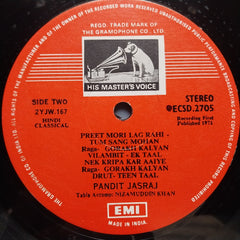 REGD. TRADE MARK OF
THE GRAMOPHONE CO. LTD.
HIS MASTER'S VOICE
SIDE TWO
2YJW.167
HINDI
CLASSICAL
STEREO
ECSD.2705
Recording First
Published 1973
PREET MORI LAG RAHI -
TUM SANG MOHAN
Raga- GORAKH KALYAN
VILAMBIT - EK TAAL
NEK KRIPA KAR AAIYE
Raga- GORAKH KALYAN
DRUT- TEEN TAAL
PANDIT JASRAJ
Tabla Accomp: NIZAMUDDIN KHAN
EMI
MADE IN INDIA